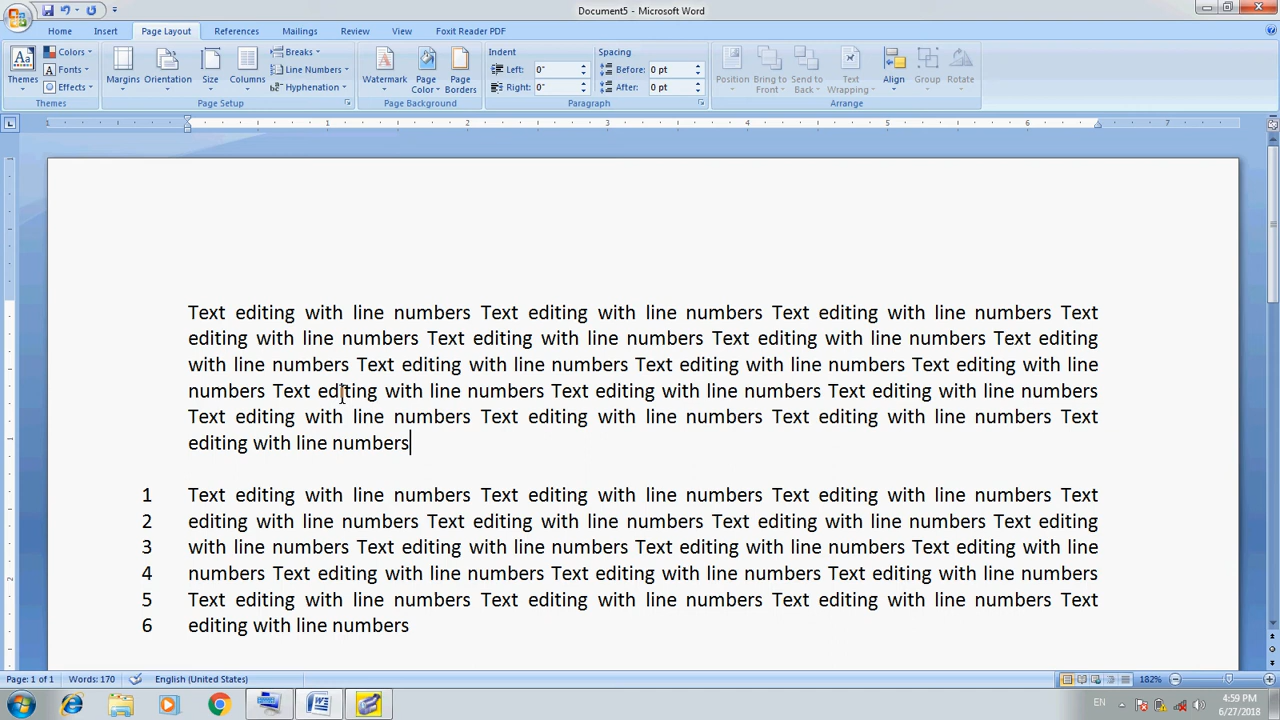 Document5 - Microsoft Word
Home Insert Page Layout References Mailings Review View Foxit Reader PDF
Themes Colors Fonts Effects Themes
Margins Orientation Size Columns Breaks Line Numbers Hyphenation Page Setup
Watermark Page Color Page Borders Page Background
Indent Left: 0" Right: 0" Spacing Before: 0 pt After: 0 pt Paragraph
Position Bring to Front Send to Back Text Wrapping Align Group Rotate Arrange
1 1 2 3 4 5 6 7
Text editing with line numbers Text editing with line numbers Text editing with line numbers Text
editing with line numbers Text editing with line numbers Text editing with line numbers Text editing
with line numbers Text editing with line numbers Text editing with line numbers Text editing with line
numbers Text editing with line numbers Text editing with line numbers Text editing with line numbers
Text editing with line numbers Text editing with line numbers Text editing with line numbers Text
editing with line numbers
1 Text editing with line numbers Text editing with line numbers Text editing with line numbers Text
2 editing with line numbers Text editing with line numbers Text editing with line numbers Text editing
3 with line numbers Text editing with line numbers Text editing with line numbers Text editing with line
4 numbers Text editing with line numbers Text editing with line numbers Text editing with line numbers
5 Text editing with line numbers Text editing with line numbers Text editing with line numbers Text
6 editing with line numbers
Page: 1 of 1 Words: 170 English (United States) 182%
EN 4:59 PM
6/27/2018